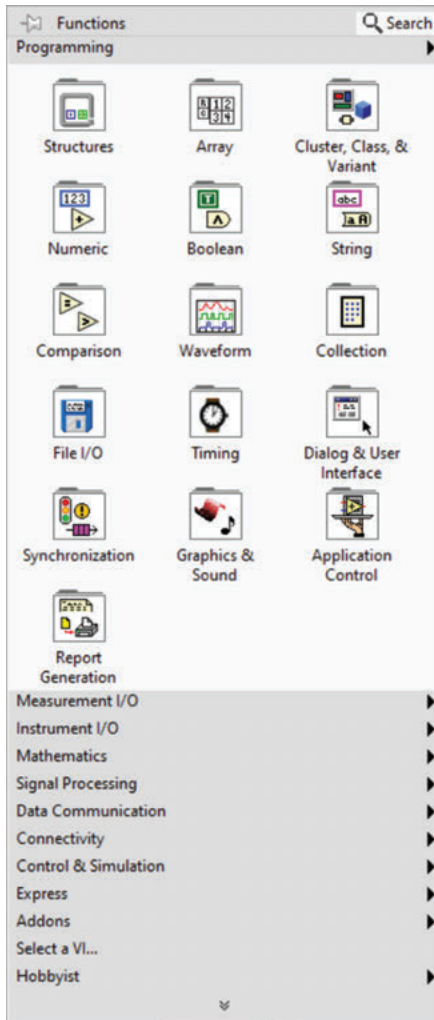 Functions
Search
Programming
Structures
Array
Cluster, Class, &
Variant
Numeric
Boolean
String
Comparison
Waveform
Collection
File I/O
Timing
Dialog & User
Interface
Synchronization
Graphics &
Sound
Application
Control
Report
Generation
Measurement I/O
Instrument I/O
Mathematics
Signal Processing
Data Communication
Connectivity
Control & Simulation
Express
Addons
Select a VI...
Hobbyist